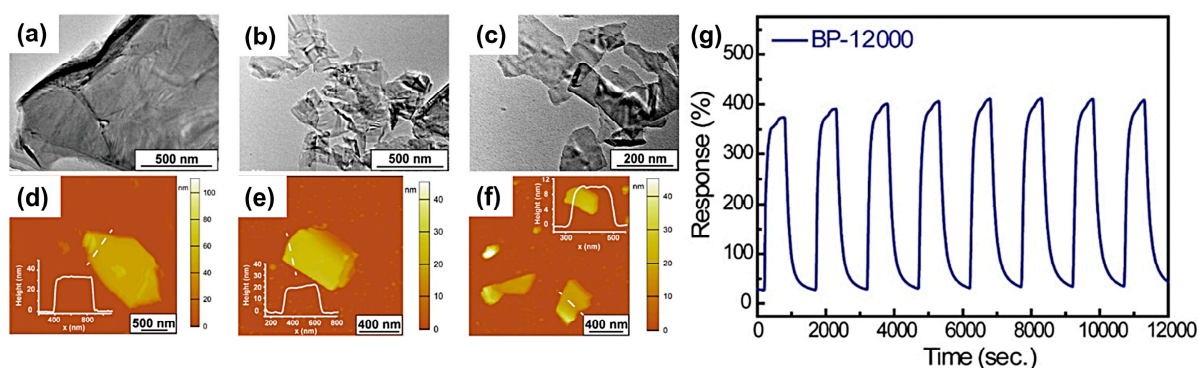 (a)
500 nm
(b)
500 nm
(c)
200 nm
(d)
nm
100
80
60
40
20
0
Height (nm)
40
20
0
400
800
x (nm)
500 nm
(e)
nm
40
30
20
10
0
Height (nm)
40
30
20
10
0
200
400
600
800
x (nm)
400 nm
(f)
nm
40
30
20
10
0
Height (nm)
12
8
4
0
300
600
x (nm)
400 nm
(g)
BP-12000
Response (%)
500
400
300
200
100
0
0
2000
4000
6000
8000
10000
12000
Time (sec.)